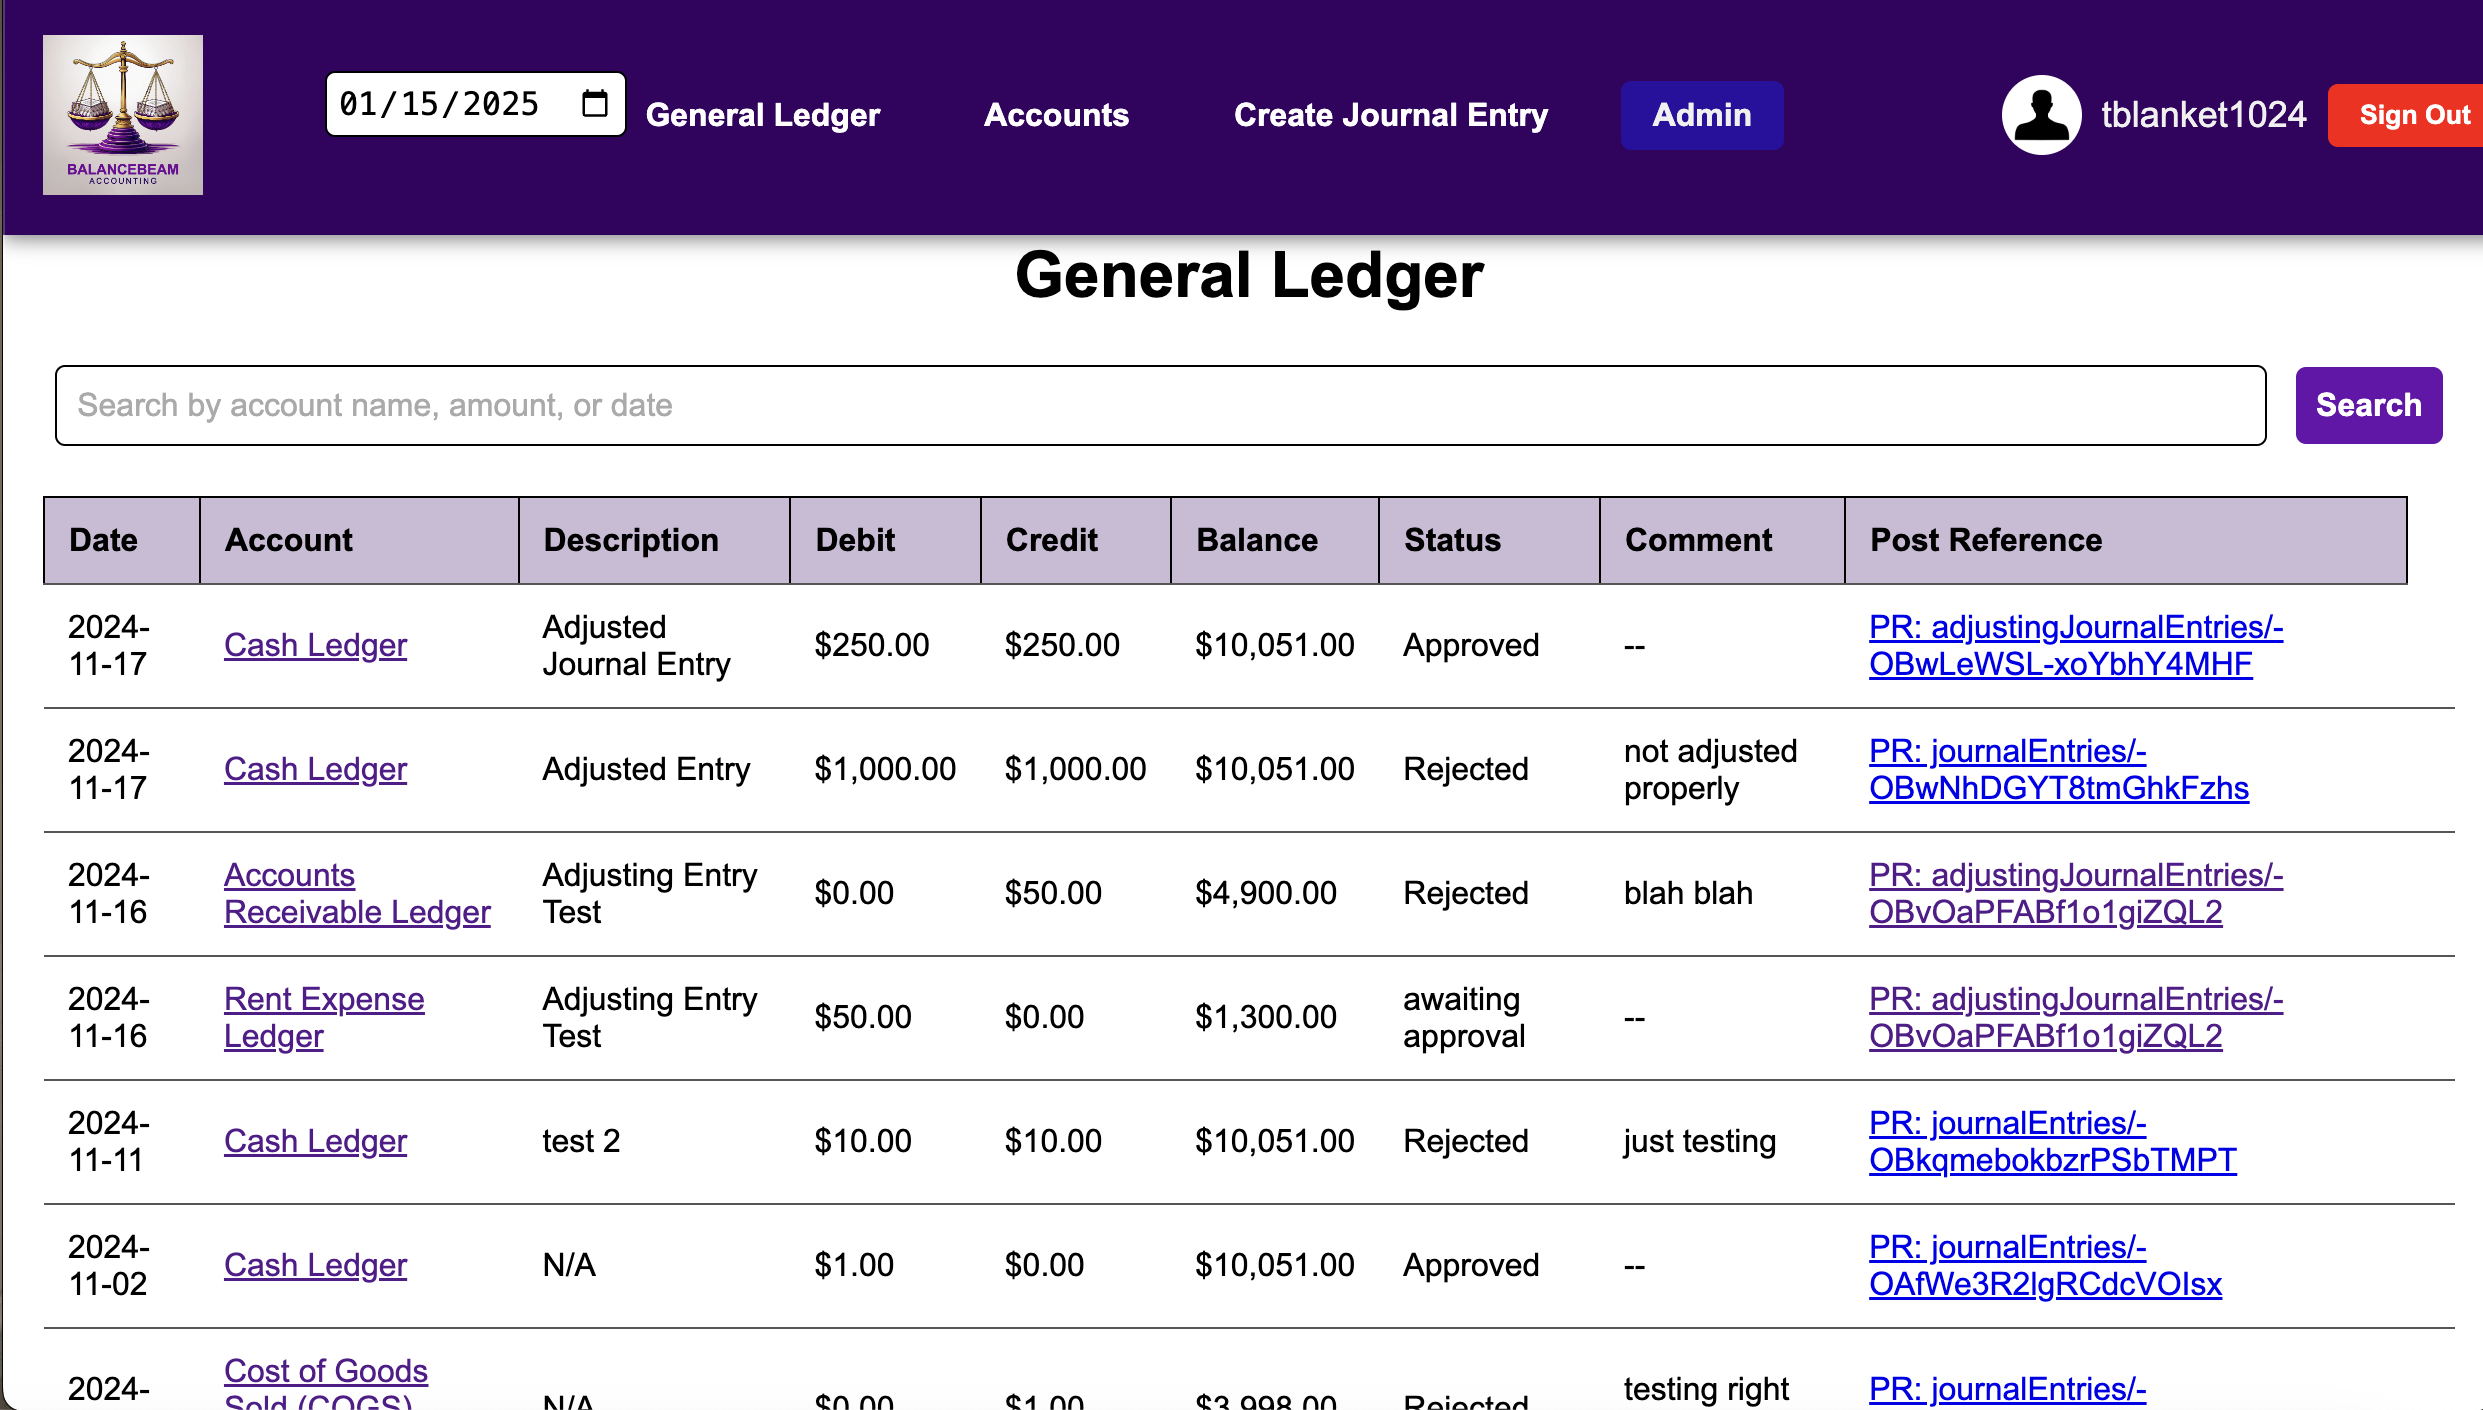 BALANCEBEAM
ACCOUNTING
01/15/2025
General Ledger
Accounts
Create Journal Entry
Admin
tblanket1024
Sign Out
General Ledger
Search by account name, amount, or date
Search
Date Account Description Debit Credit Balance Status Comment Post Reference
2024-
11-17
Cash Ledger
Adjusted
Journal Entry
$250.00
$250.00
$10,051.00
Approved
--
PR: adjustingJournalEntries/-
OBwLeWSL-xoYbhY4MHF
2024-
11-17
Cash Ledger
Adjusted Entry
$1,000.00
$1,000.00
$10,051.00
Rejected
not adjusted
properly
PR: journalEntries/-
OBwNhDGYT8tmGhkFzhs
2024-
11-16
Accounts
Receivable Ledger
Adjusting Entry
Test
$0.00
$50.00
$4,900.00
Rejected
blah blah
PR: adjustingJournalEntries/-
OBvOaPFABf1o1giZQL2
2024-
11-16
Rent Expense
Ledger
Adjusting Entry
Test
$50.00
$0.00
$1,300.00
awaiting
approval
--
PR: adjustingJournalEntries/-
OBvOaPFABf1o1giZQL2
2024-
11-11
Cash Ledger
test 2
$10.00
$10.00
$10,051.00
Rejected
just testing
PR: journalEntries/-
OBkqmebokbzrPSbTMPT
2024-
11-02
Cash Ledger
N/A
$1.00
$0.00
$10,051.00
Approved
--
PR: journalEntries/-
OAfWe3R2lgRCdcVOIsx
2024-
Cost of Goods
Sold (COGS)
N/A
$0.00
$1.00
$3,998.00
Rejected
testing right
PR: journalEntries/-